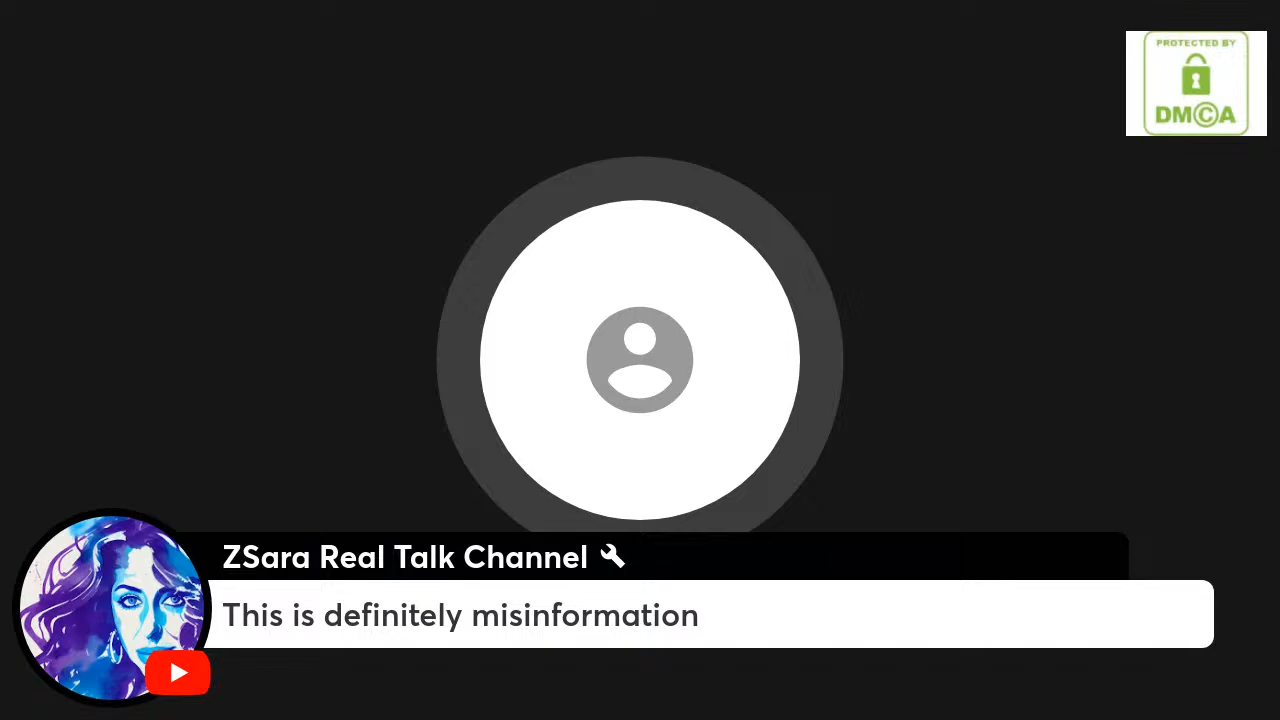 PROTECTED BY
DMCA
ZSara Real Talk Channel
This is definitely misinformation